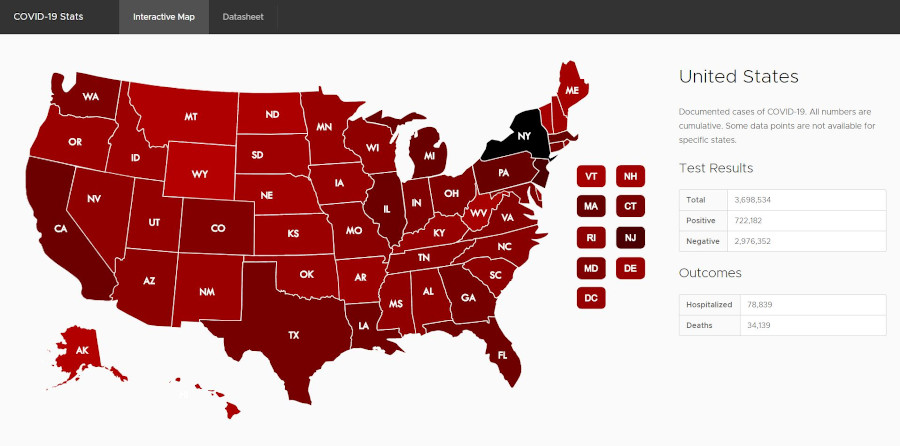 COVID-19 Stats
Interactive Map
Datasheet
United States
Documented cases of COVID-19. All numbers are
cumulative. Some data points are not available for
specific states.
Test Results
Total 3,698,534
Positive 722,182
Negative 2,976,352
Outcomes
Hospitalized 78,839
Deaths 34,139
WA
OR
CA
NV
ID
MT
WY
UT
CO
AZ
NM
ND
SD
NE
KS
OK
TX
MN
IA
MO
AR
LA
WI
IL
MI
IN
OH
KY
TN
MS
AL
GA
FL
SC
NC
VA
WV
PA
NY
ME
AK
VT NH
MA CT
RI NJ
MD DE
DC